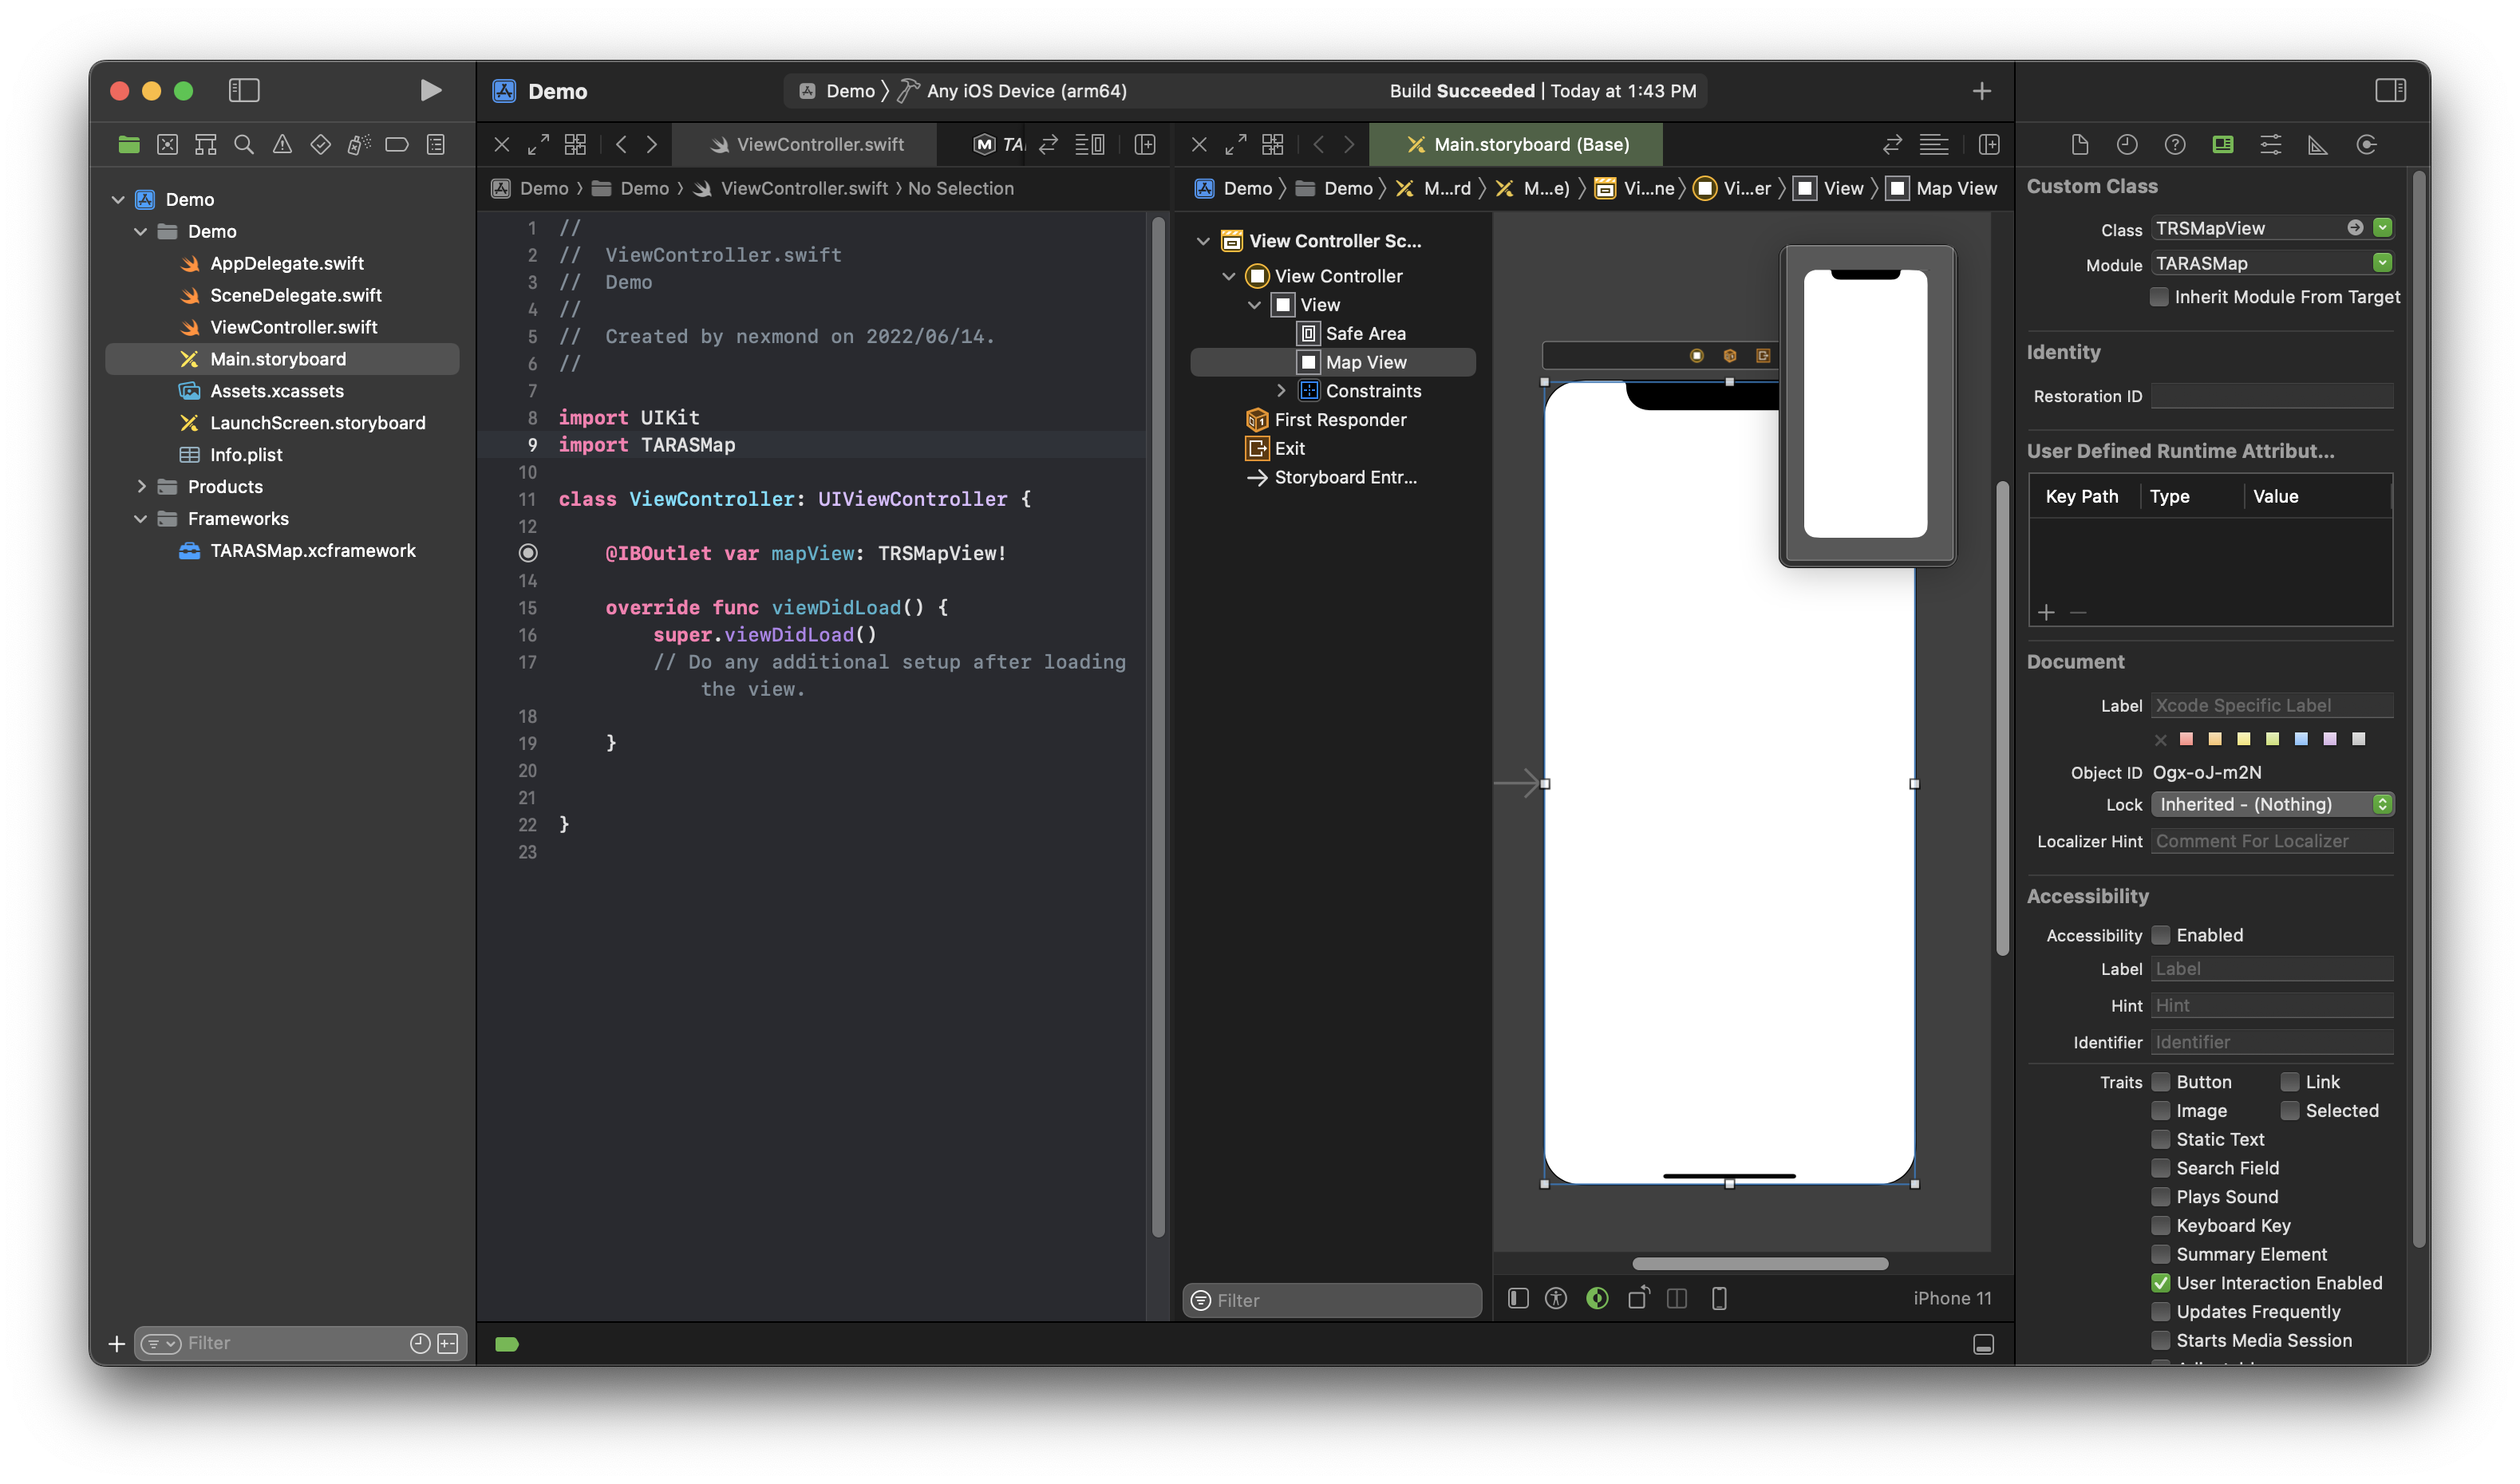 Demo
Demo 〉 Any iOS Device (arm64)
Build Succeeded | Today at 1:43 PM
ViewController.swift
TA
Main.storyboard (Base)
Demo 〉 Demo 〉 ViewController.swift 〉 No Selection
Demo 〉 Demo 〉 M...rd 〉 M...e) 〉 Vi...ne 〉 Vi...er 〉 View 〉 Map View
Demo
Demo
AppDelegate.swift
SceneDelegate.swift
ViewController.swift
Main.storyboard
Assets.xcassets
LaunchScreen.storyboard
Info.plist
Products
Frameworks
TARASMap.xcframework
Filter
1 //
2 //  ViewController.swift
3 //  Demo
4 //
5 //  Created by nexmond on 2022/06/14.
6 //
7
8 import UIKit
9 import TARASMap
10
11 class ViewController: UIViewController {
12
@IBOutlet var mapView: TRSMapView!
14
15 override func viewDidLoad() {
16 super.viewDidLoad()
17 // Do any additional setup after loading
the view.
18
19 }
20
21
22 }
23
View Controller Sc...
View Controller
View
Safe Area
Map View
Constraints
First Responder
Exit
Storyboard Entr...
Filter
iPhone 11
Custom Class
Class TRSMapView
Module TARASMap
Inherit Module From Target
Identity
Restoration ID
User Defined Runtime Attribut...
Key Path Type Value
Document
Label Xcode Specific Label
Object ID Ogx-oJ-m2N
Lock Inherited - (Nothing)
Localizer Hint Comment For Localizer
Accessibility
Accessibility Enabled
Label Label
Hint Hint
Identifier Identifier
Traits Button Link
Image Selected
Static Text
Search Field
Plays Sound
Keyboard Key
Summary Element
User Interaction Enabled
Updates Frequently
Starts Media Session